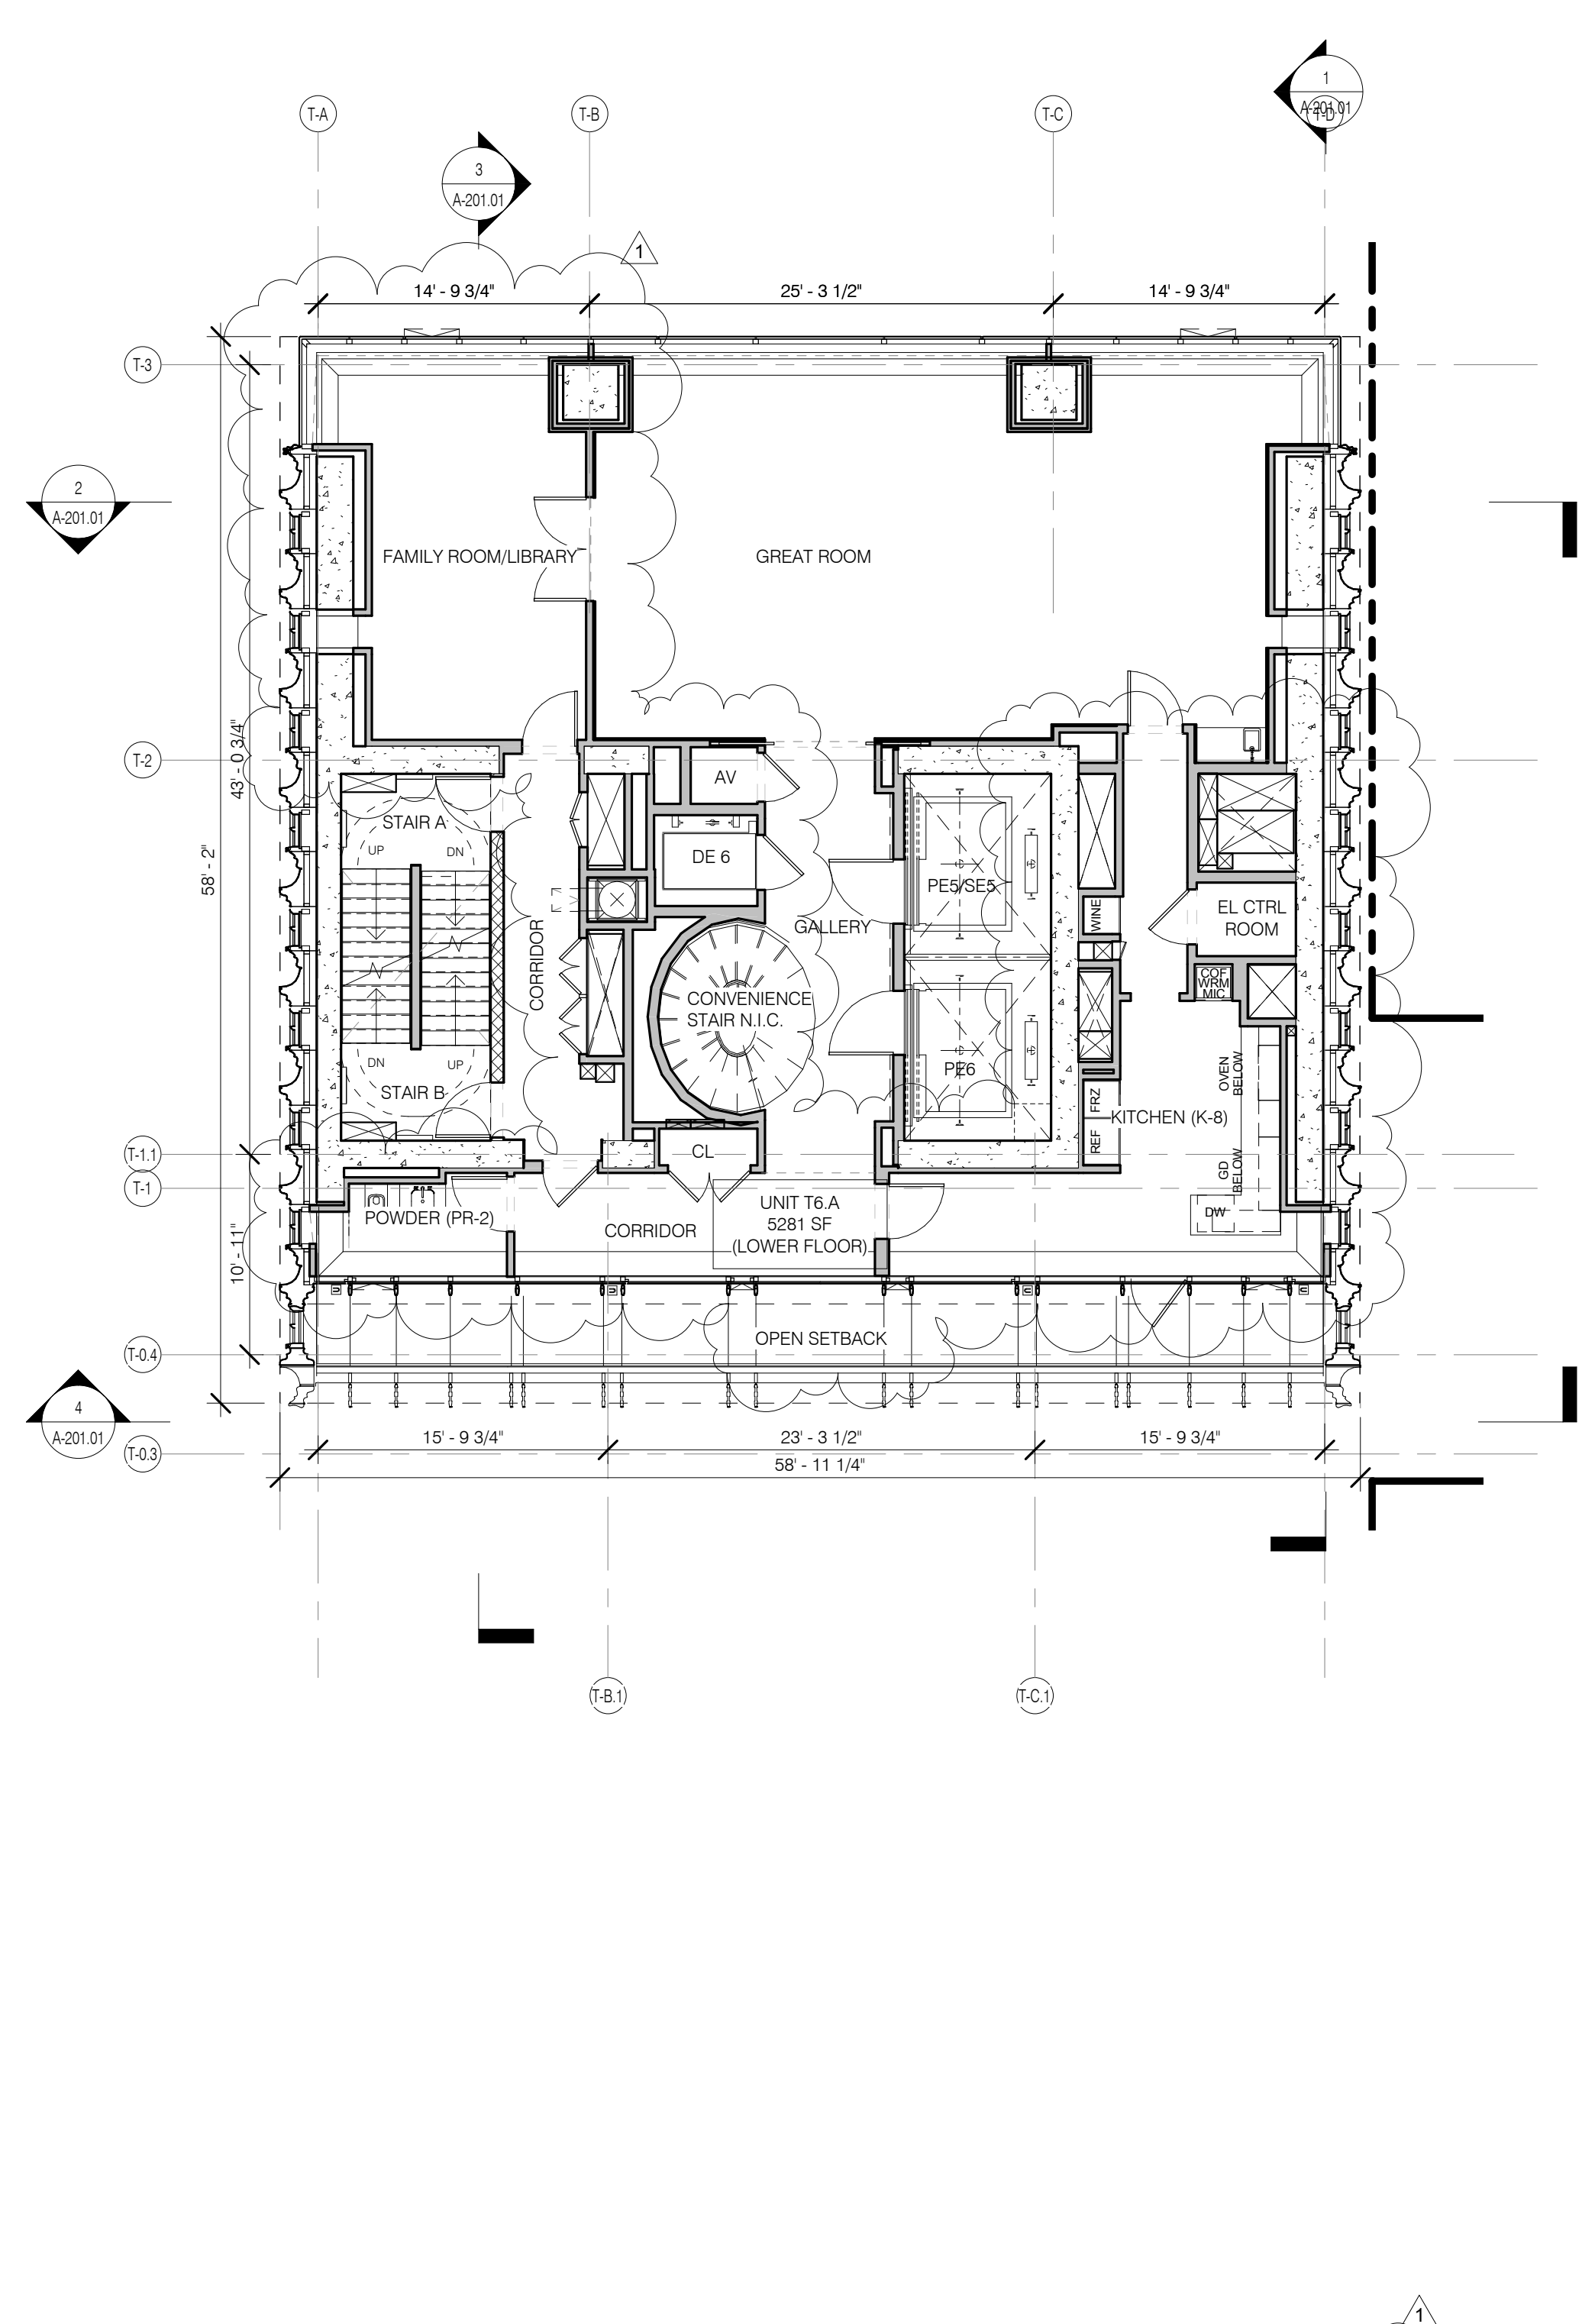 1
A-201.01
T-D
T-A
T-B
T-C
3
A-201.01
1
14' - 9 3/4"
25' - 3 1/2"
14' - 9 3/4"
T-3
2
A-201.01
FAMILY ROOM/LIBRARY
GREAT ROOM
43' 0 3/4"
T-2
AV
STAIR A
UP
DN
DE 6
58' - 2"
PE5/SE5
WINE
EL CTRL
ROOM
GALLERY
CORRIDOR
COF
WRM
MIC
CONVENIENCE
STAIR N.I.C.
DN
UP
STAIR B
PE6
OVEN
BELOW
FRZ
KITCHEN (K-8)
REF
CL
GD
BELOW
T-1.1
T-1
POWDER (PR-2)
CORRIDOR
UNIT T6.A
5281 SF
(LOWER FLOOR)
DW
10' - 11"
OPEN SETBACK
T-0.4
4
A-201.01
T-0.3
15' - 9 3/4"
23' - 3 1/2"
15' - 9 3/4"
58' - 11 1/4"
T-B.1
T-C.1
1